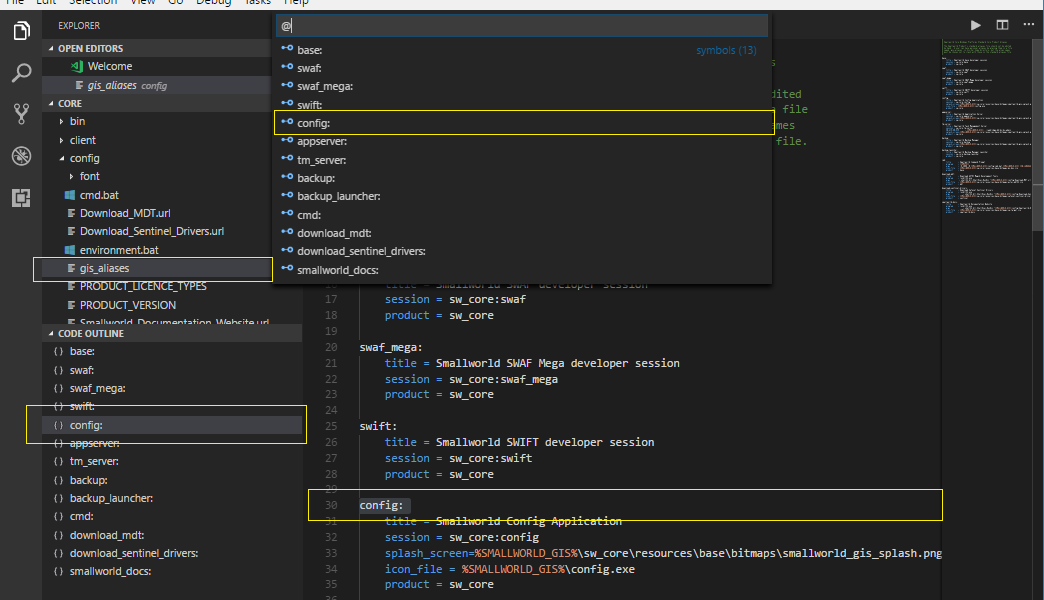 File Edit Selection View Go Debug Tasks Help
EXPLORER
OPEN EDITORS
Welcome
gis_aliases config
CORE
bin
client
config
font
cmd.bat
Download_MDT.url
Download_Sentinel_Drivers.url
environment.bat
gis_aliases
PRODUCT_LICENCE_TYPES
PRODUCT_VERSION
Smallworld_Documentation_Website.url
CODE OUTLINE
{} base:
{} swaf:
{} swaf_mega:
{} swift:
{} config:
{} appserver:
{} tm_server:
{} backup:
{} backup_launcher:
{} cmd:
{} download_mdt:
{} download_sentinel_drivers:
{} smallworld_docs:
@
base: symbols (13)
swaf:
swaf_mega:
swift:
config:
appserver:
tm_server:
backup:
backup_launcher:
cmd:
download_mdt:
download_sentinel_drivers:
smallworld_docs:
s
dited
file
mes
file.
16 title = Smallworld SWAF developer session
17 session = sw_core:swaf
18 product = sw_core
19
20 swaf_mega:
21 title = Smallworld SWAF Mega developer session
22 session = sw_core:swaf_mega
23 product = sw_core
24
25 swift:
26 title = Smallworld SWIFT developer session
27 session = sw_core:swift
28 product = sw_core
29
30 config:
31 title = Smallworld Config Application
32 session = sw_core:config
33 splash_screen=%SMALLWORLD_GIS%\sw_core\resources\base\bitmaps\smallworld_gis_splash.png
34 icon_file = %SMALLWORLD_GIS%\config.exe
35 product = sw_core
36